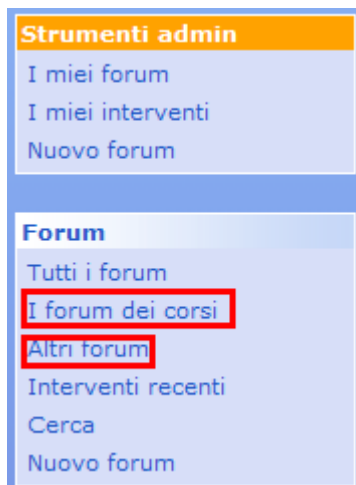 Strumenti admin
I miei forum
I miei interventi
Nuovo forum
Forum
Tutti i forum
I forum dei corsi
Altri forum
Interventi recenti
Cerca
Nuovo forum